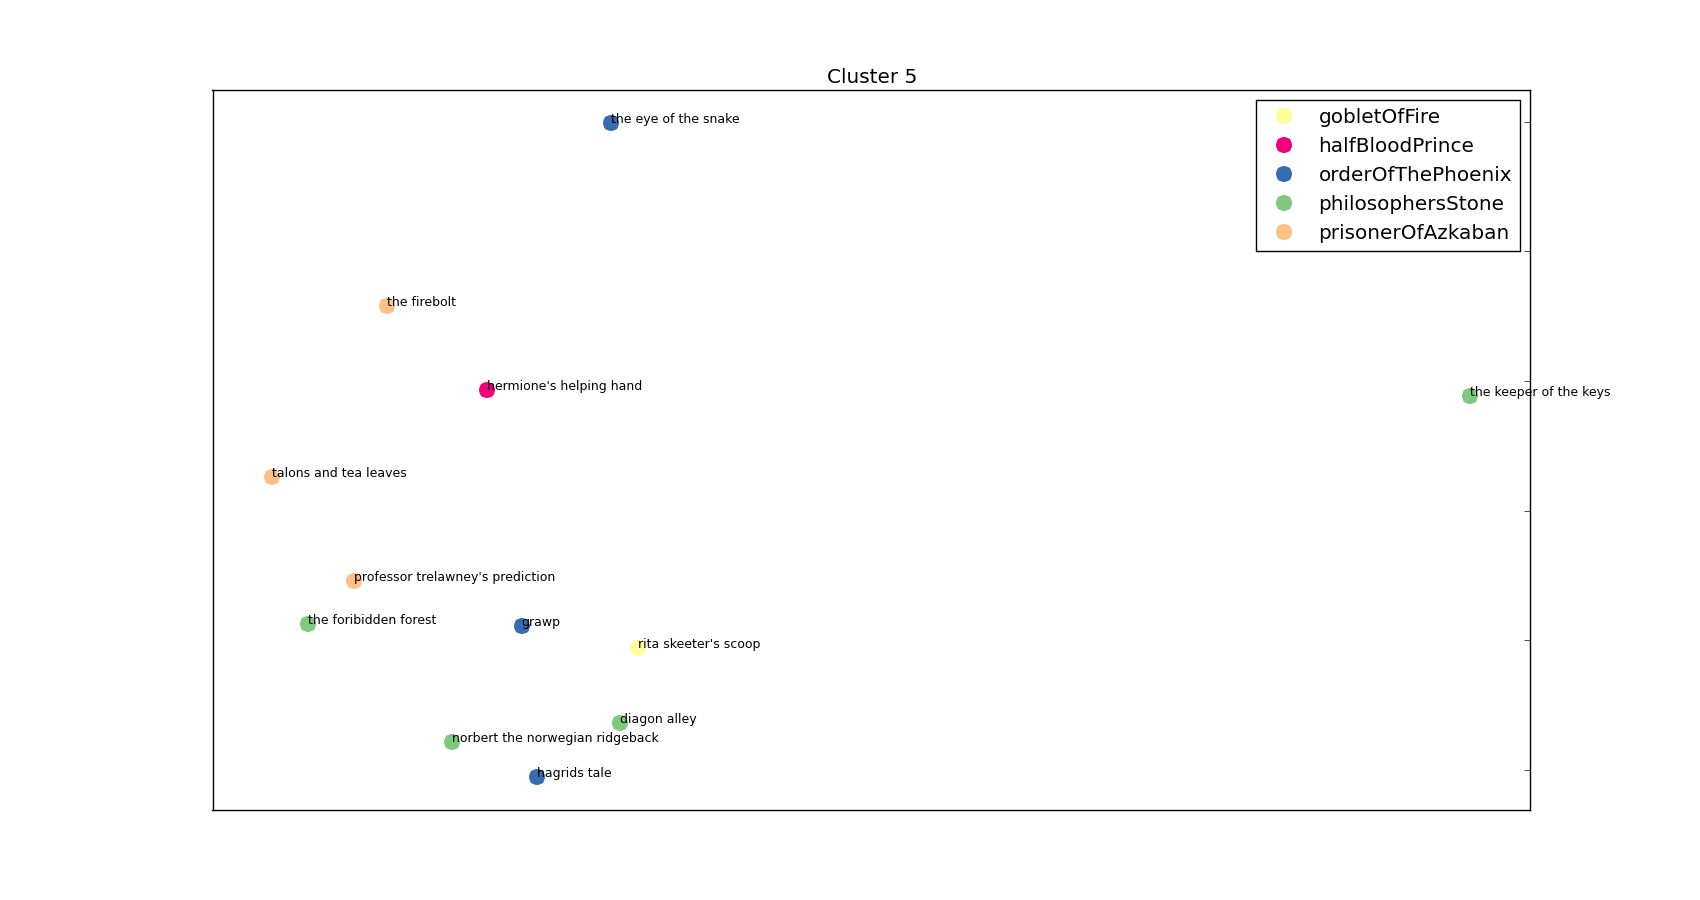 Cluster 5
the eye of the snake
gobletOfFire
halfBloodPrince
orderOfThePhoenix
philosophersStone
prisonerOfAzkaban
the firebolt
hermione's helping hand
the keeper of the keys
talons and tea leaves
professor trelawney's prediction
the foribidden forest
grawp
rita skeeter's scoop
diagon alley
norbert the norwegian ridgeback
hagrids tale